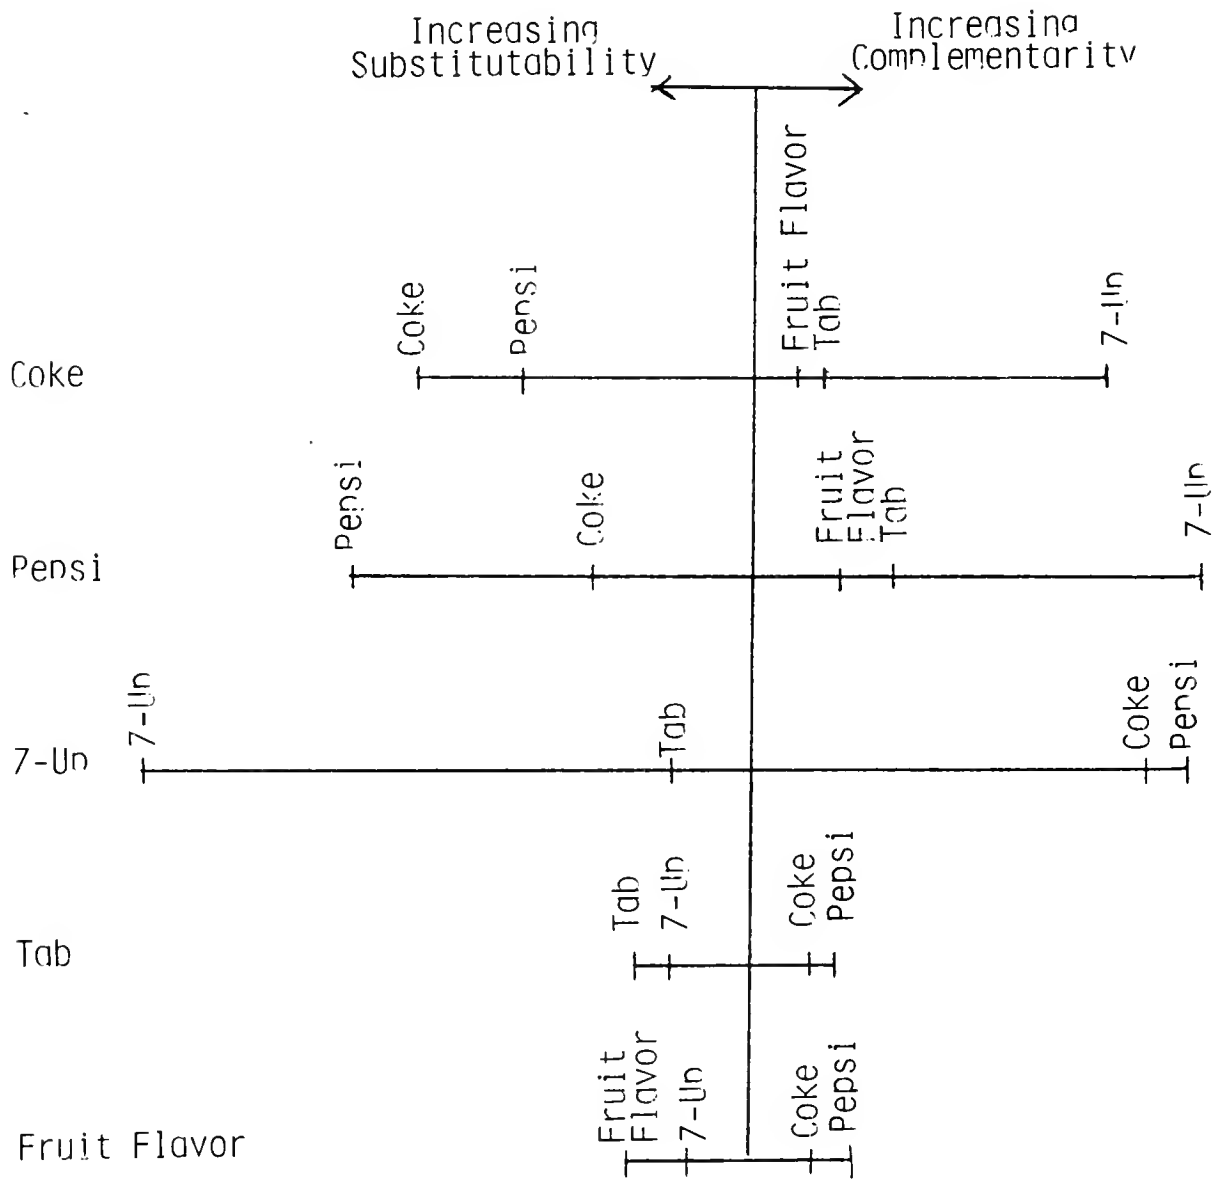 Increasing
Substitutability
Increasing
Complementarity
Coke
Coke
Pepsi
Fruit Flavor
Tab
7-Up
Pepsi
Pepsi
Coke
Fruit
Flavor
Tab
7-Up
7-Up
7-Up
Tab
Coke
Pepsi
Tab
Tab
7-Up
Coke
Pepsi
Fruit Flavor
Fruit
Flavor
7-Up
Coke
Pepsi